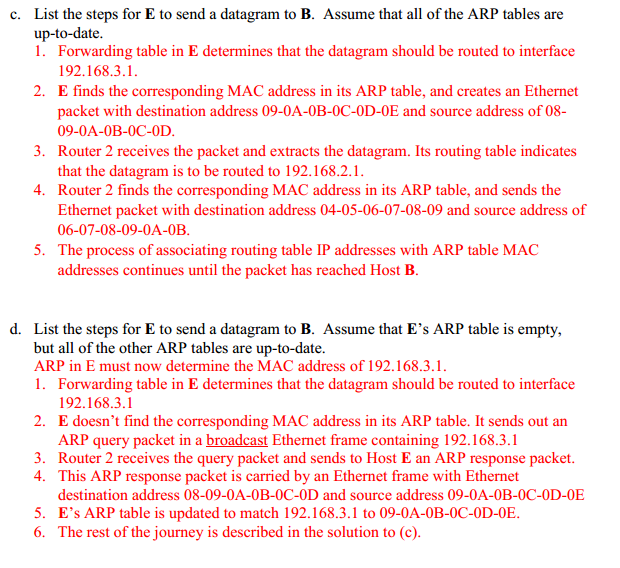 c. List the steps for E to send a datagram to B. Assume that all of the ARP tables are
up-to-date.
1. Forwarding table in E determines that the datagram should be routed to interface
192.168.3.1.
2. E finds the corresponding MAC address in its ARP table, and creates an Ethernet
packet with destination address 09-0A-0B-0C-0D-0E and source address of 08-
09-0A-0B-0C-0D.
3. Router 2 receives the packet and extracts the datagram. Its routing table indicates
that the datagram is to be routed to 192.168.2.1.
4. Router 2 finds the corresponding MAC address in its ARP table, and sends the
Ethernet packet with destination address 04-05-06-07-08-09 and source address of
06-07-08-09-0A-0B.
5. The process of associating routing table IP addresses with ARP table MAC
addresses continues until the packet has reached Host B.
d. List the steps for E to send a datagram to B. Assume that E's ARP table is empty,
but all of the other ARP tables are up-to-date.
ARP in E must now determine the MAC address of 192.168.3.1.
1. Forwarding table in E determines that the datagram should be routed to interface
192.168.3.1
2. E doesn't find the corresponding MAC address in its ARP table. It sends out an
ARP query packet in a broadcast Ethernet frame containing 192.168.3.1
3. Router 2 receives the query packet and sends to Host E an ARP response packet.
4. This ARP response packet is carried by an Ethernet frame with Ethernet
destination address 08-09-0A-0B-0C-0D and source address 09-0A-0B-0C-0D-0E
5. E's ARP table is updated to match 192.168.3.1 to 09-0A-0B-0C-0D-0E.
6. The rest of the journey is described in the solution to (c).